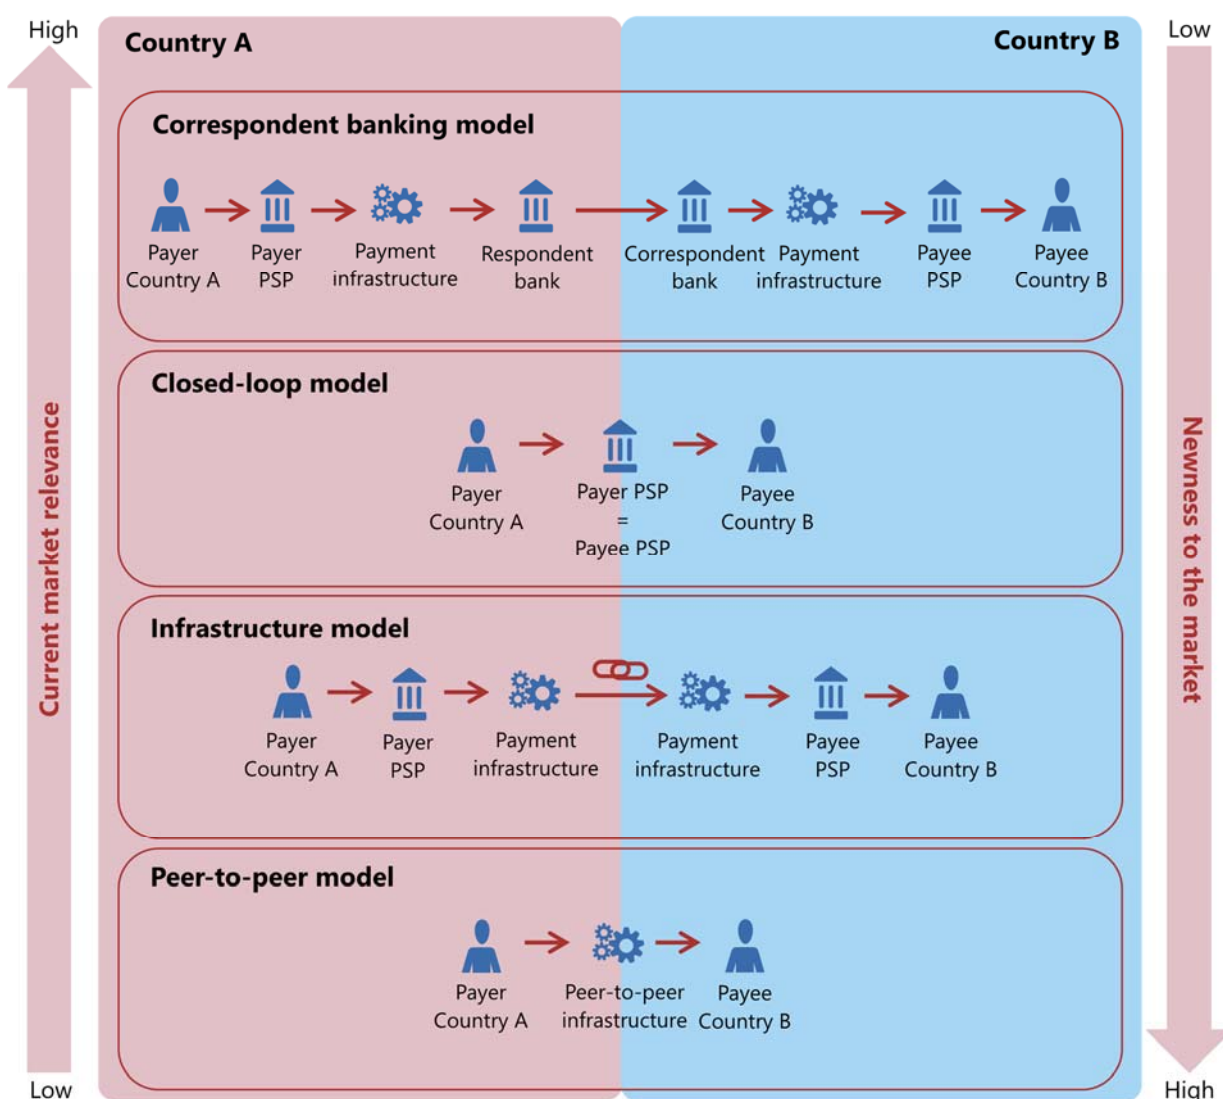 High
Low
Country A
Country B
Correspondent banking model
Payer
Country A
Payer
PSP
Payment
infrastructure
Respondent
bank
Correspondent
bank
Payment
infrastructure
Payee
PSP
Payee
Country B
Closed-loop model
Payer
Country A
Payer PSP
=
Payee PSP
Payee
Country B
Current market relevance
Newness to the market
Infrastructure model
Payer
Country A
Payer
PSP
Payment
infrastructure
Payment
infrastructure
Payee
PSP
Payee
Country B
Peer-to-peer model
Payer
Country A
Peer-to-peer
infrastructure
Payee
Country B
Low
High